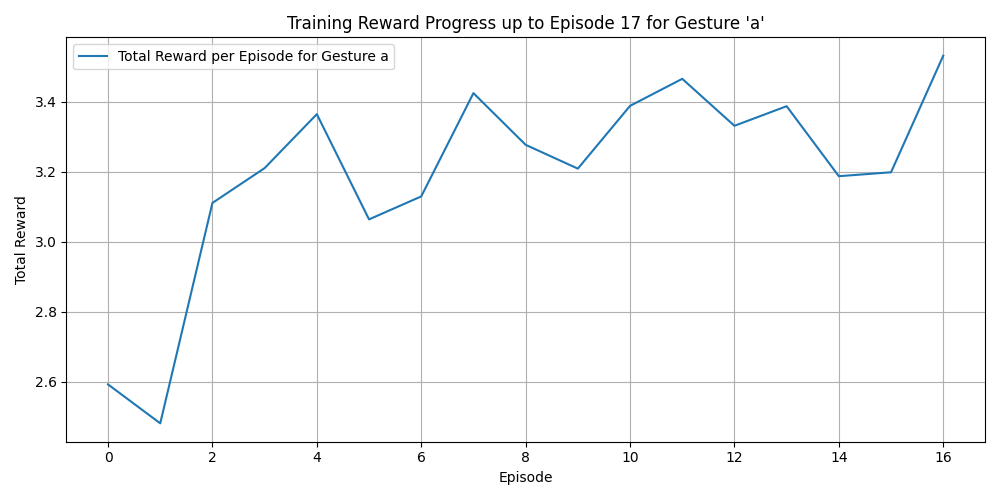 Training Reward Progress up to Episode 17 for Gesture 'a'
Total Reward per Episode for Gesture a
3.4
3.2
3.0
2.8
2.6
Total Reward
0 2 4 6 8 10 12 14 16
Episode